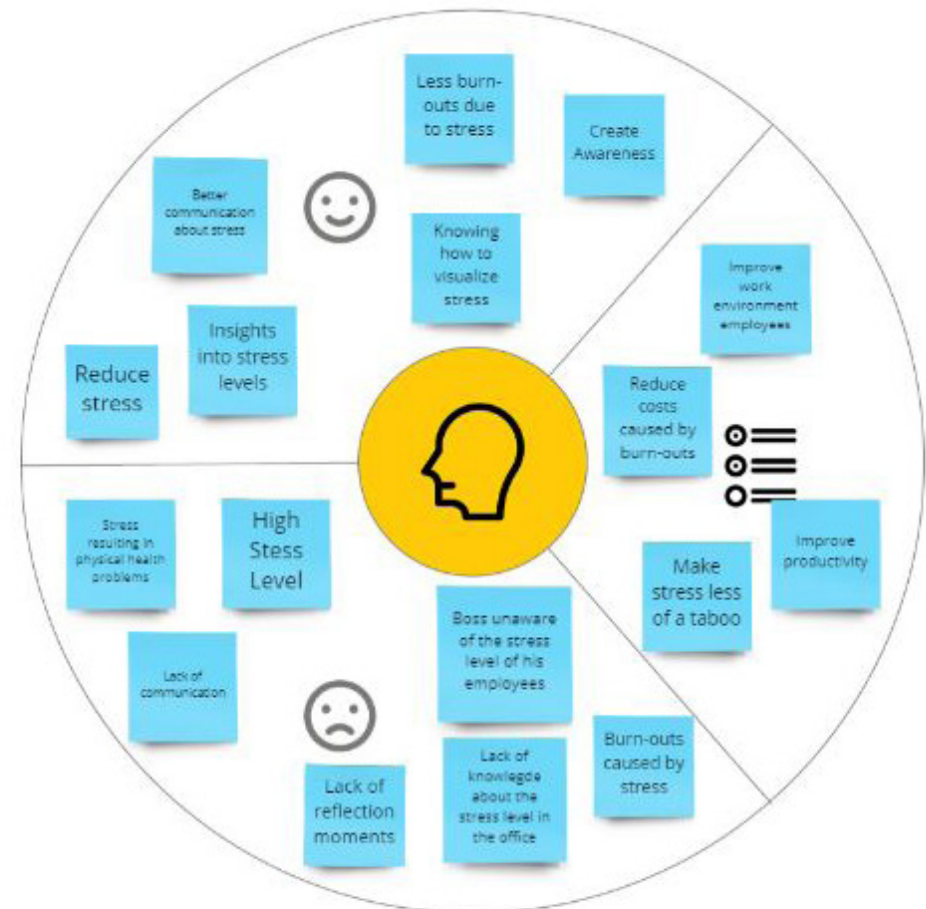 Less burn-
outs due
to stress
Create
Awareness
Better
communication
about stress
Knowing
how to
visualize
stress
Insights
into stress
levels
Reduce
stress
Improve
work
environment
employees
Reduce
costs
caused by
burn-outs
Improve
productivity
Make
stress less
of a taboo
Stress
resulting in
physical health
problems
High
Stess
Level
Lack of
communication
Boss unaware
of the stress
level of his
employees
Lack of
reflection
moments
Lack of
knowlegde
about the
stress level in
the office
Burn-outs
caused by
stress